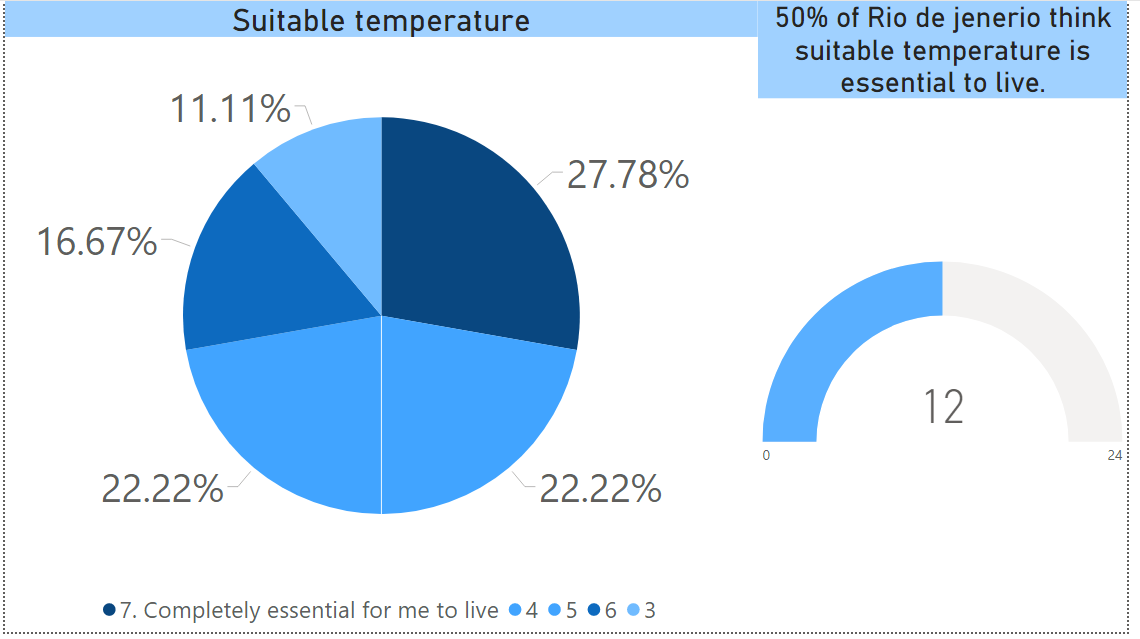 Suitable temperature
50% of Rio de jenerio think
suitable temperature is
essential to live.
11.11%
27.78%
16.67%
22.22%
22.22%
12
0
24
7. Completely essential for me to live 4 5 6 3